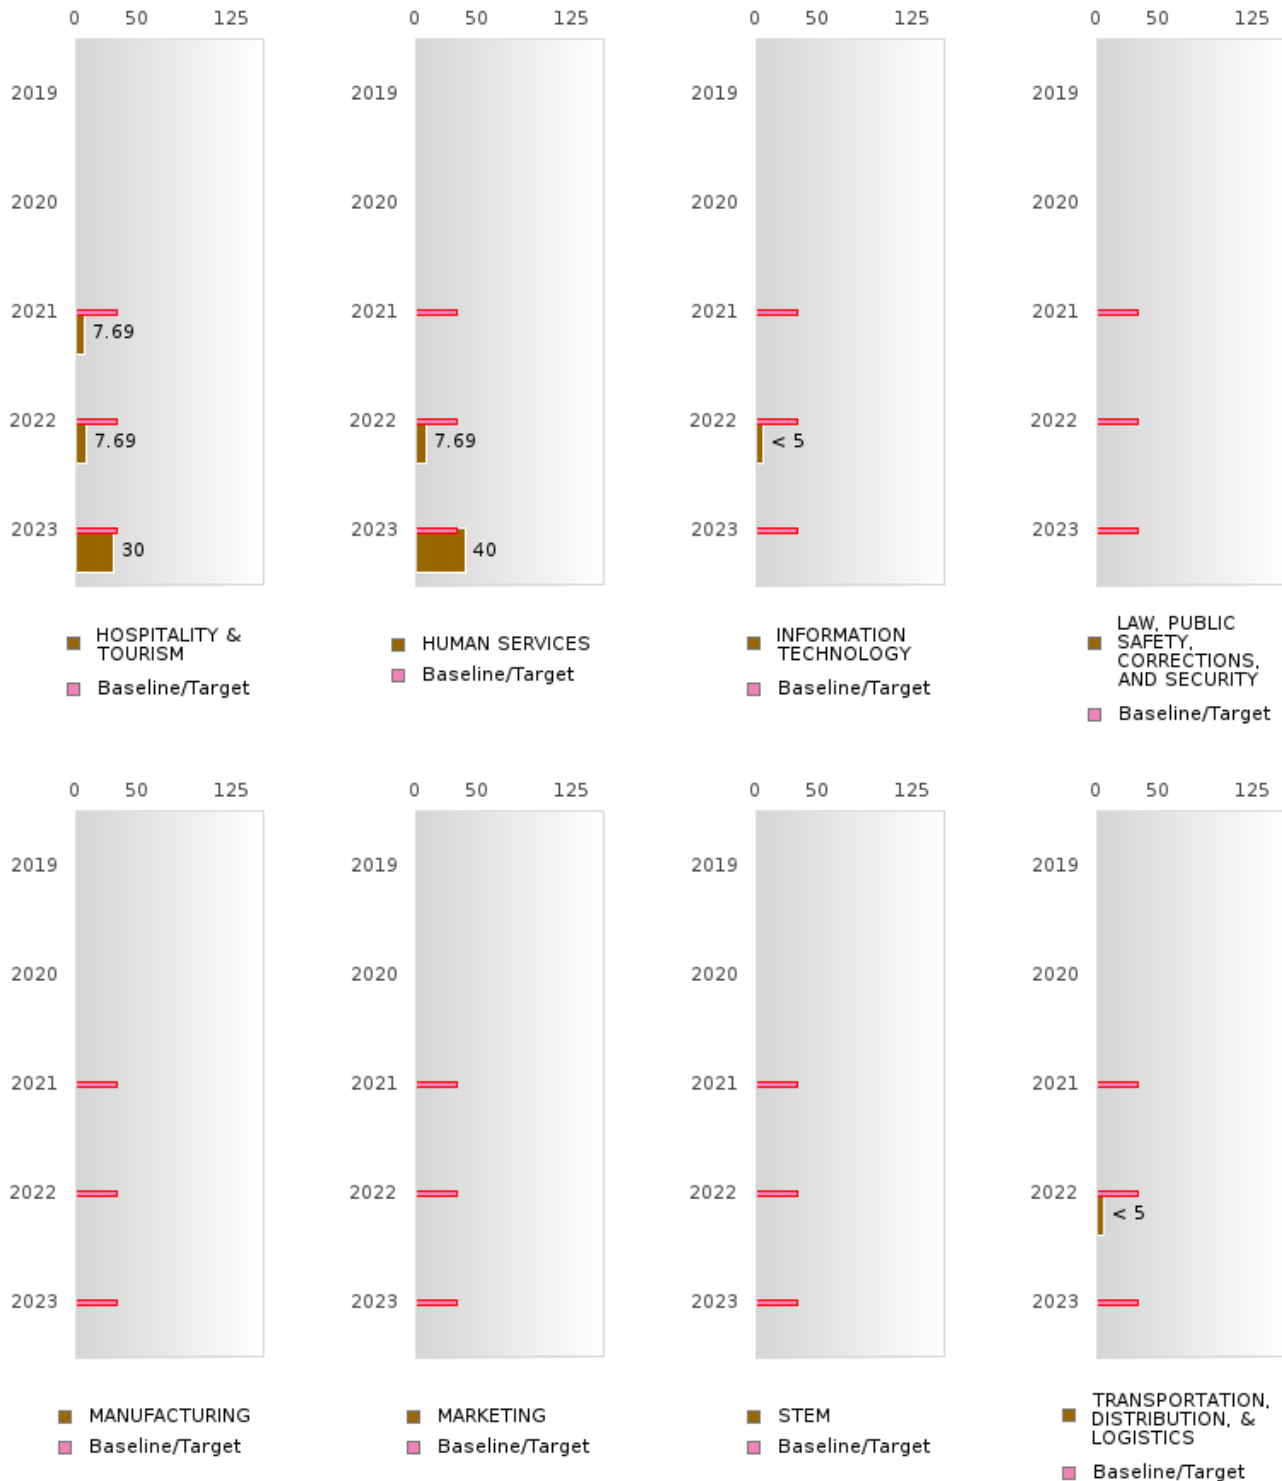 0 50 125 0 50 125 0 50 125 0 50 125
2019 2019 2019 2019
2020 2020 2020 2020
2021 2021 2021 2021
7.69
2022 2022 2022 2022
7.69 7.69 < 5
2023 2023 2023 2023
30 40
HOSPITALITY &
TOURISM
Baseline/Target
HUMAN SERVICES
Baseline/Target
INFORMATION
TECHNOLOGY
Baseline/Target
LAW, PUBLIC
SAFETY,
CORRECTIONS,
AND SECURITY
Baseline/Target
0 50 125 0 50 125 0 50 125 0 50 125
2019 2019 2019 2019
2020 2020 2020 2020
2021 2021 2021 2021
2022 2022 2022 2022
< 5
2023 2023 2023 2023
MANUFACTURING
Baseline/Target
MARKETING
Baseline/Target
STEM
Baseline/Target
TRANSPORTATION,
DISTRIBUTION, &
LOGISTICS
Baseline/Target